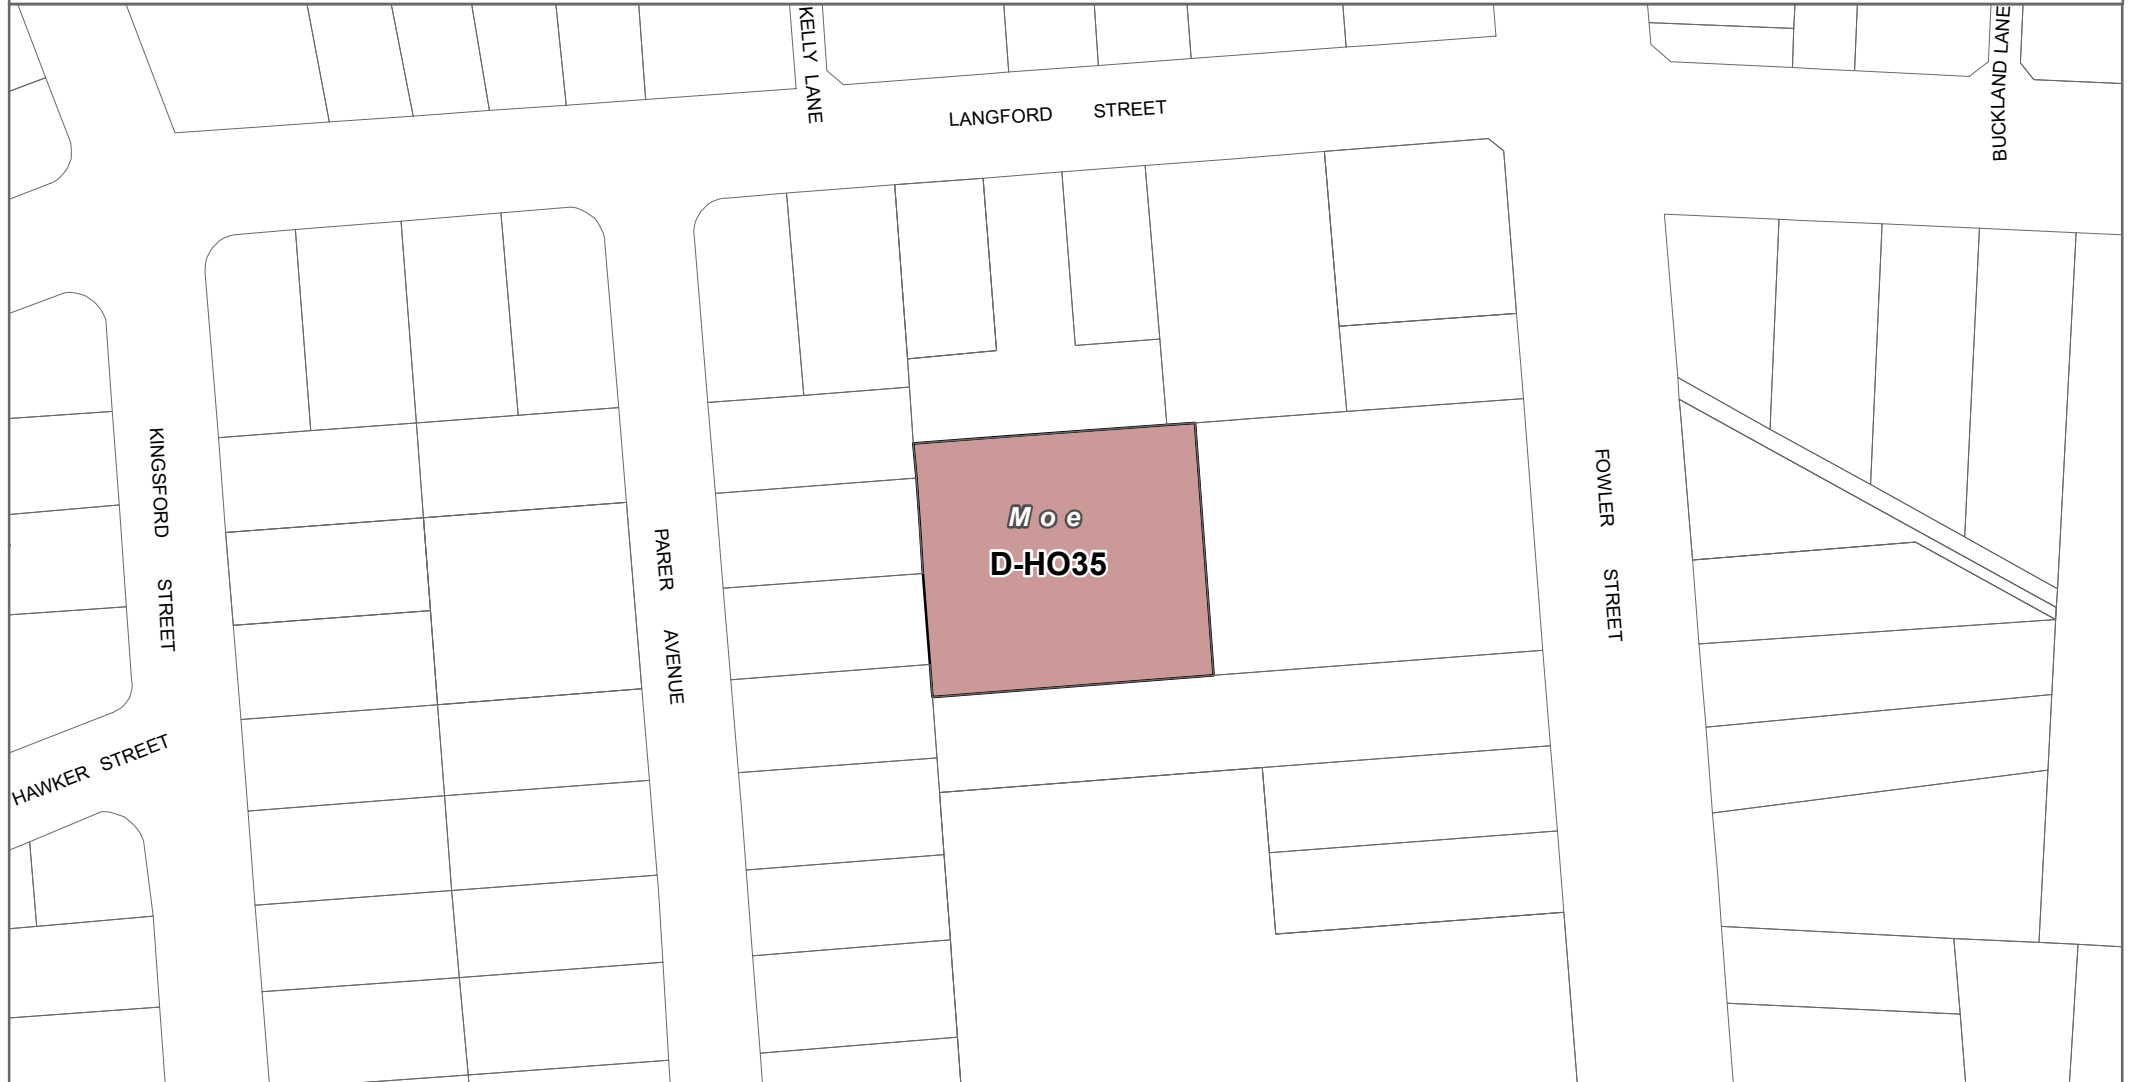 KELLY LANE
BUCKLAND LANE
LANGFORD STREET
KINGSFORD STREET
PARER AVENUE
FOWLER STREET
Moe
D-HO35
HAWKER STREET